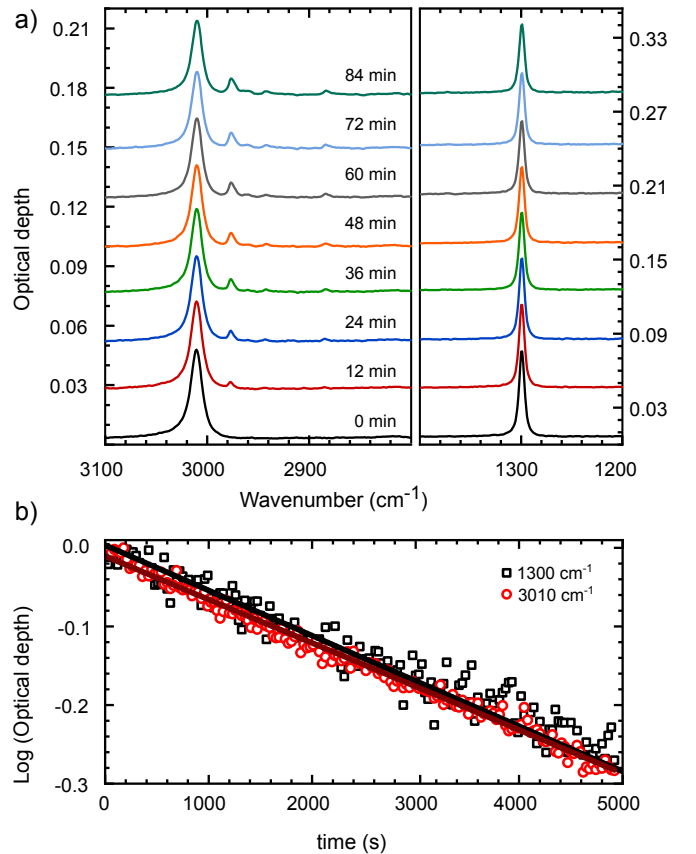 a)
0.21
0.18
0.15
0.12
0.09
0.06
0.03
Optical depth
84 min
72 min
60 min
48 min
36 min
24 min
12 min
0 min
0.33
0.27
0.21
0.15
0.09
0.03
3100
3000
2900
1300
1200
Wavenumber (cm⁻¹)
b)
0.0
-0.1
-0.2
-0.3
Log (Optical depth)
1300 cm⁻¹
3010 cm⁻¹
0
1000
2000
3000
4000
5000
time (s)